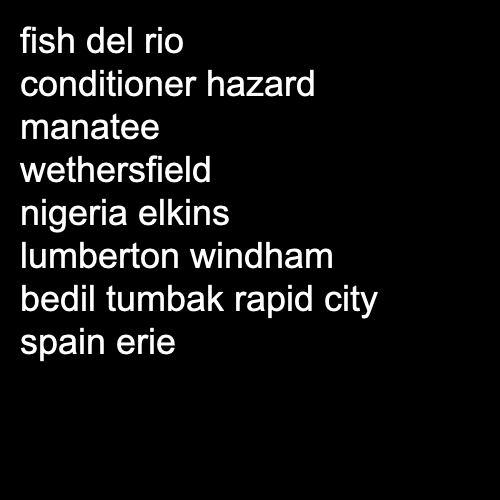 fish del rio
conditioner hazard
manatee
wethersfield
nigeria elkins
lumberton windham
bedil tumbak rapid city
spain erie